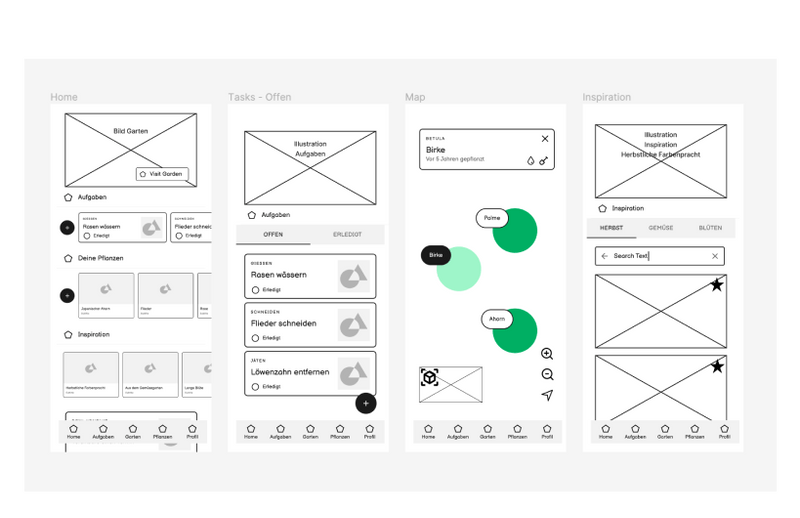 Home
Bild Garten
Visit Garden
Aufgaben
GIESSEN
Rasen wässern
Erledigt
SCHNEIDEN
Flieder schneid
Erledigt
Deine Pflanzen
Japanischer Ahorn
Flieder
Rose
Inspiration
Herbstliche Farbenpracht
Aus dem Gemüsegarten
Lange Blüte
Home
Aufgaben
Garten
Pflanzen
Profil
Tasks - Offen
Illustration
Aufgaben
Aufgaben
OFFEN
ERLEDIGT
GIESSEN
Rasen wässern
Erledigt
SCHNEIDEN
Flieder schneiden
Erledigt
JÄTEN
Löwenzahn entfernen
Erledigt
Home
Aufgaben
Garten
Pflanzen
Profil
Map
BETULA
Birke
Vor 5 Jahren gepflanzt
Palme
Birke
Ahorn
Home
Aufgaben
Garten
Pflanzen
Profil
Inspiration
Illustration
Inspiration
Herbstliche Farbenpracht
Inspiration
HERBST
GEMÜSE
BLÜTEN
Search Text
Home
Aufgaben
Garten
Pflanzen
Profil